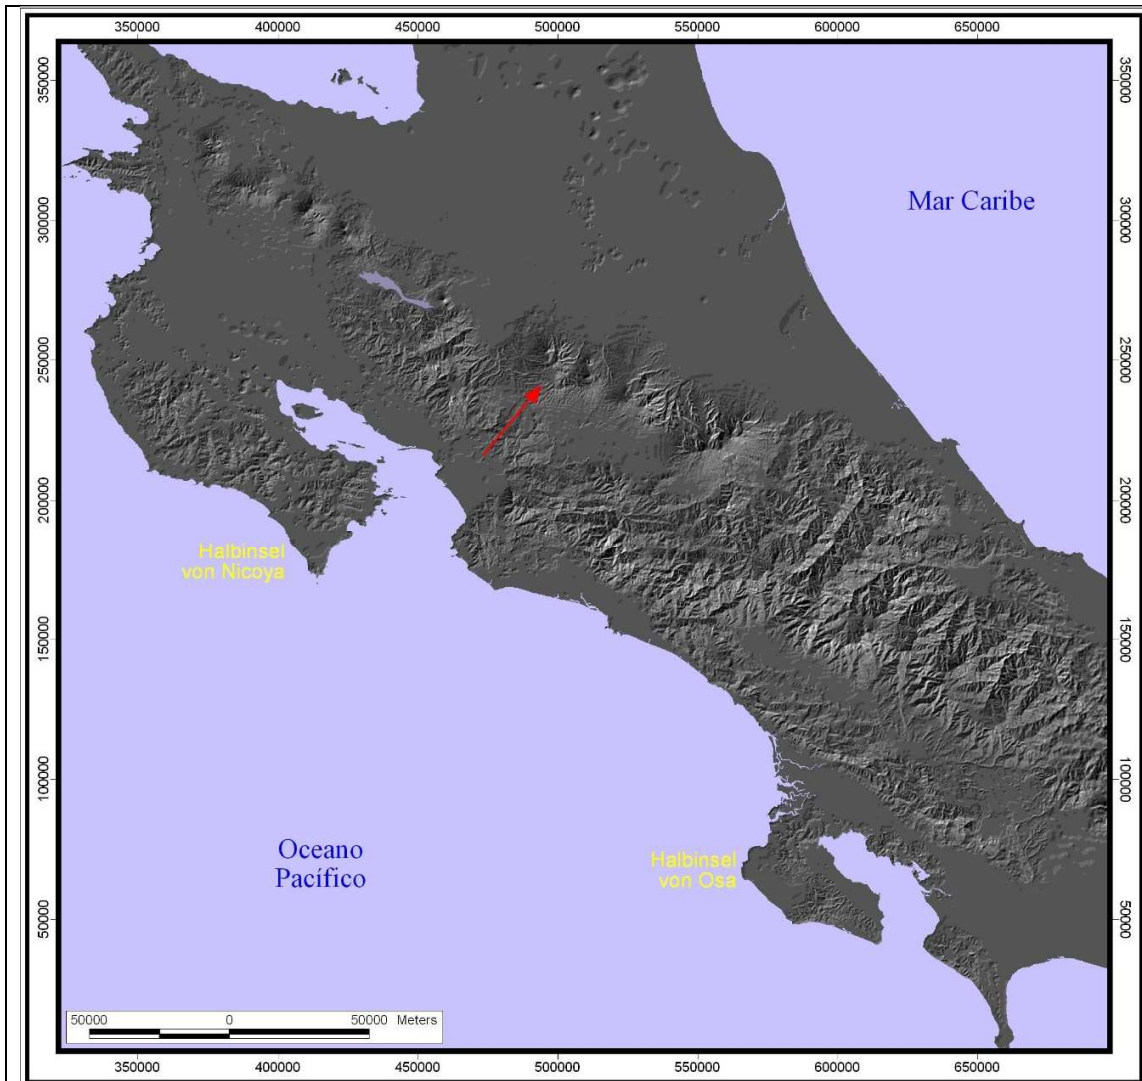 350000 400000 450000 500000 550000 600000 650000
350000 350000
300000 300000
Mar Caribe
250000 250000
200000 200000
Halbinsel
von Nicoya
150000 150000
100000 100000
Oceano
Pacífico
Halbinsel
von Osa
50000 50000
50000 0 50000 Meters
350000 400000 450000 500000 550000 600000 650000